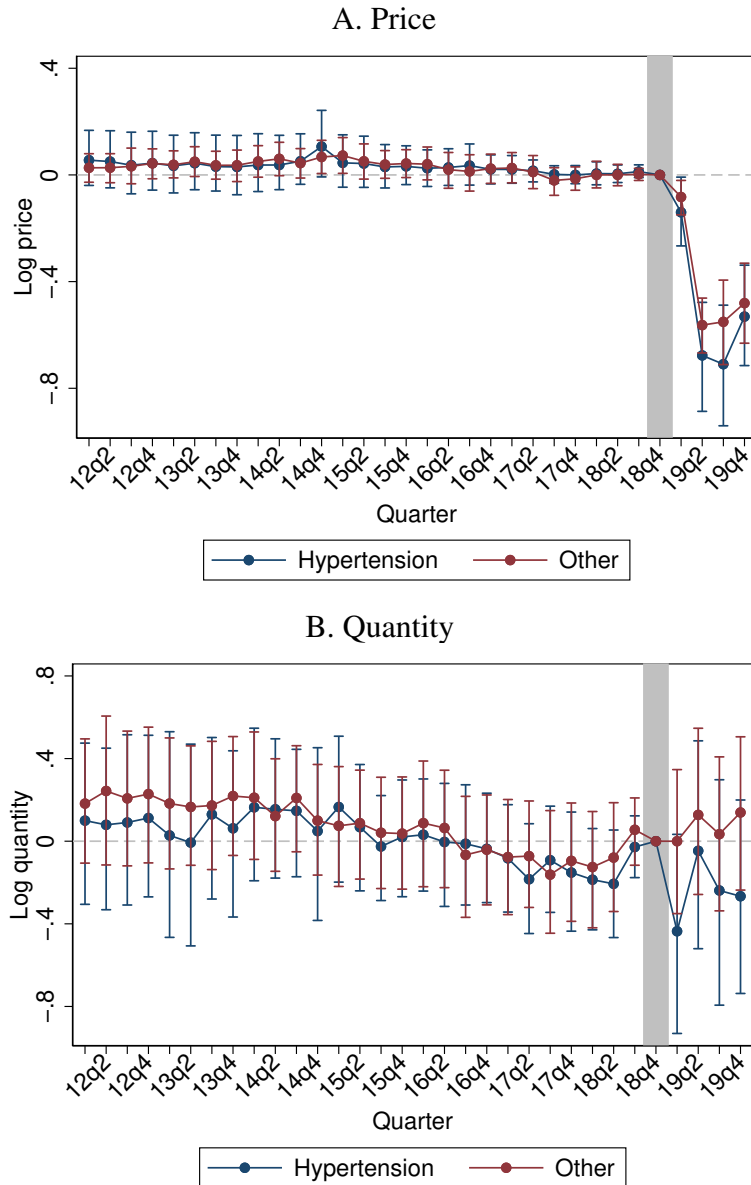 A. Price
Log price
.4
0
-.4
-.8
12q2 12q4 13q2 13q4 14q2 14q4 15q2 15q4 16q2 16q4 17q2 17q4 18q2 18q4 19q2 19q4
Quarter
Hypertension Other
B. Quantity
Log quantity
.8
.4
0
-.4
-.8
12q2 12q4 13q2 13q4 14q2 14q4 15q2 15q4 16q2 16q4 17q2 17q4 18q2 18q4 19q2 19q4
Quarter
Hypertension Other